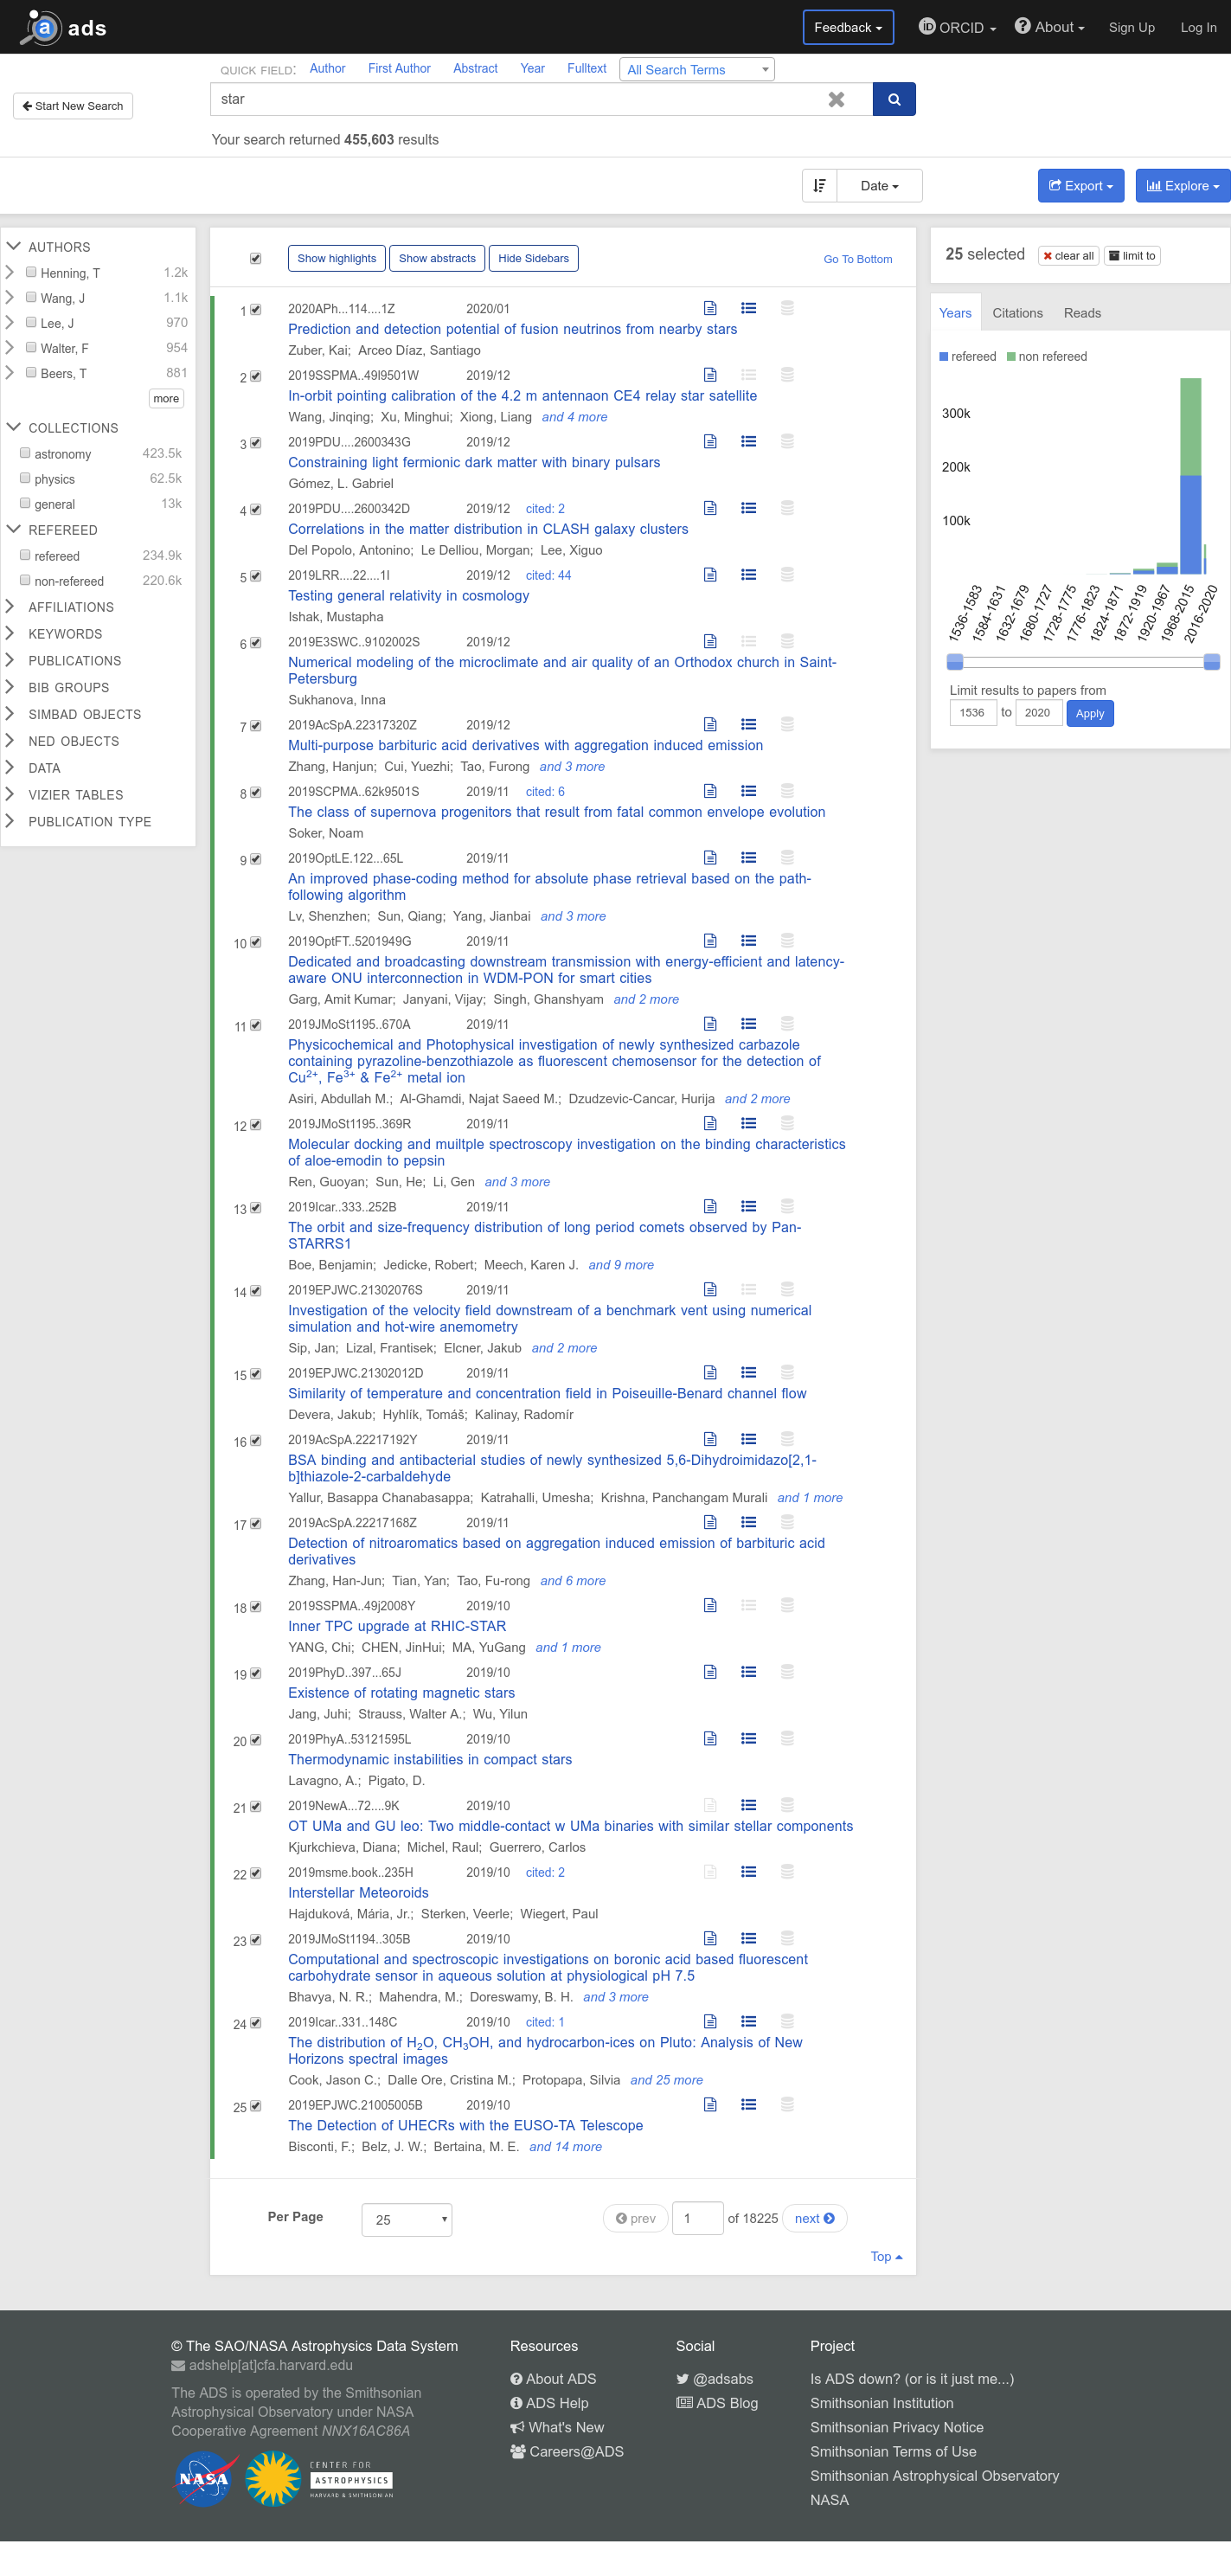 ads
Feedback
ORCID
About
Sign Up
Log In
QUICK FIELD: Author First Author Abstract Year Fulltext All Search Terms
Start New Search
star
Your search returned 455,603 results
Date
Export
Explore
AUTHORS
Henning, T 1.2k
Wang, J 1.1k
Lee, J 970
Walter, F 954
Beers, T 881
more
COLLECTIONS
astronomy 423.5k
physics 62.5k
general 13k
REFEREED
refereed 234.9k
non-refereed 220.6k
AFFILIATIONS
KEYWORDS
PUBLICATIONS
BIB GROUPS
SIMBAD OBJECTS
NED OBJECTS
DATA
VIZIER TABLES
PUBLICATION TYPE
Show highlights Show abstracts Hide Sidebars Go To Bottom
1 2020APh...114....1Z 2020/01
Prediction and detection potential of fusion neutrinos from nearby stars
Zuber, Kai; Arceo Díaz, Santiago
2 2019SSPMA..49I9501W 2019/12
In-orbit pointing calibration of the 4.2 m antennaon CE4 relay star satellite
Wang, Jinqing; Xu, Minghui; Xiong, Liang and 4 more
3 2019PDU....2600343G 2019/12
Constraining light fermionic dark matter with binary pulsars
Gómez, L. Gabriel
4 2019PDU....2600342D 2019/12 cited: 2
Correlations in the matter distribution in CLASH galaxy clusters
Del Popolo, Antonino; Le Delliou, Morgan; Lee, Xiguo
5 2019LRR....22....1I 2019/12 cited: 44
Testing general relativity in cosmology
Ishak, Mustapha
6 2019E3SWC..9102002S 2019/12
Numerical modeling of the microclimate and air quality of an Orthodox church in Saint-
Petersburg
Sukhanova, Inna
7 2019AcSpA.22317320Z 2019/12
Multi-purpose barbituric acid derivatives with aggregation induced emission
Zhang, Hanjun; Cui, Yuezhi; Tao, Furong and 3 more
8 2019SCPMA..62k9501S 2019/11 cited: 6
The class of supernova progenitors that result from fatal common envelope evolution
Soker, Noam
9 2019OptLE.122...65L 2019/11
An improved phase-coding method for absolute phase retrieval based on the path-
following algorithm
Lv, Shenzhen; Sun, Qiang; Yang, Jianbai and 3 more
10 2019OptFT..5201949G 2019/11
Dedicated and broadcasting downstream transmission with energy-efficient and latency-
aware ONU interconnection in WDM-PON for smart cities
Garg, Amit Kumar; Janyani, Vijay; Singh, Ghanshyam and 2 more
11 2019JMoSt1195..670A 2019/11
Physicochemical and Photophysical investigation of newly synthesized carbazole
containing pyrazoline-benzothiazole as fluorescent chemosensor for the detection of
Cu2+, Fe3+ & Fe2+ metal ion
Asiri, Abdullah M.; Al-Ghamdi, Najat Saeed M.; Dzudzevic-Cancar, Hurija and 2 more
12 2019JMoSt1195..369R 2019/11
Molecular docking and muiltple spectroscopy investigation on the binding characteristics
of aloe-emodin to pepsin
Ren, Guoyan; Sun, He; Li, Gen and 3 more
13 2019Icar..333..252B 2019/11
The orbit and size-frequency distribution of long period comets observed by Pan-
STARRS1
Boe, Benjamin; Jedicke, Robert; Meech, Karen J. and 9 more
14 2019EPJWC.21302076S 2019/11
Investigation of the velocity field downstream of a benchmark vent using numerical
simulation and hot-wire anemometry
Sip, Jan; Lizal, Frantisek; Elcner, Jakub and 2 more
15 2019EPJWC.21302012D 2019/11
Similarity of temperature and concentration field in Poiseuille-Benard channel flow
Devera, Jakub; Hyhlík, Tomáš; Kalinay, Radomír
16 2019AcSpA.22217192Y 2019/11
BSA binding and antibacterial studies of newly synthesized 5,6-Dihydroimidazo[2,1-
b]thiazole-2-carbaldehyde
Yallur, Basappa Chanabasappa; Katrahalli, Umesha; Krishna, Panchangam Murali and 1 more
17 2019AcSpA.22217168Z 2019/11
Detection of nitroaromatics based on aggregation induced emission of barbituric acid
derivatives
Zhang, Han-Jun; Tian, Yan; Tao, Fu-rong and 6 more
18 2019SSPMA..49j2008Y 2019/10
Inner TPC upgrade at RHIC-STAR
YANG, Chi; CHEN, JinHui; MA, YuGang and 1 more
19 2019PhyD..397...65J 2019/10
Existence of rotating magnetic stars
Jang, Juhi; Strauss, Walter A.; Wu, Yilun
20 2019PhyA..53121595L 2019/10
Thermodynamic instabilities in compact stars
Lavagno, A.; Pigato, D.
21 2019NewA...72....9K 2019/10
OT UMa and GU leo: Two middle-contact w UMa binaries with similar stellar components
Kjurkchieva, Diana; Michel, Raul; Guerrero, Carlos
22 2019msme.book..235H 2019/10 cited: 2
Interstellar Meteoroids
Hajduková, Mária, Jr.; Sterken, Veerle; Wiegert, Paul
23 2019JMoSt1194..305B 2019/10
Computational and spectroscopic investigations on boronic acid based fluorescent
carbohydrate sensor in aqueous solution at physiological pH 7.5
Bhavya, N. R.; Mahendra, M.; Doreswamy, B. H. and 3 more
24 2019Icar..331..148C 2019/10 cited: 1
The distribution of H2O, CH3OH, and hydrocarbon-ices on Pluto: Analysis of New
Horizons spectral images
Cook, Jason C.; Dalle Ore, Cristina M.; Protopapa, Silvia and 25 more
25 2019EPJWC.21005005B 2019/10
The Detection of UHECRs with the EUSO-TA Telescope
Bisconti, F.; Belz, J. W.; Bertaina, M. E. and 14 more
Per Page 25 prev 1 of 18225 next
Top
25 selected clear all limit to
Years Citations Reads
refereed non refereed
300k
200k
100k
1536-1583
1584-1631
1632-1679
1680-1727
1728-1775
1776-1823
1824-1871
1872-1919
1920-1967
1968-2015
2016-2020
Limit results to papers from
1536 to 2020 Apply
© The SAO/NASA Astrophysics Data System
adshelp[at]cfa.harvard.edu
The ADS is operated by the Smithsonian
Astrophysical Observatory under NASA
Cooperative Agreement NNX16AC86A
NASA
CENTER FOR
ASTROPHYSICS
HARVARD & SMITHSONIAN
Resources
About ADS
ADS Help
What's New
Careers@ADS
Social
@adsabs
ADS Blog
Project
Is ADS down? (or is it just me...)
Smithsonian Institution
Smithsonian Privacy Notice
Smithsonian Terms of Use
Smithsonian Astrophysical Observatory
NASA